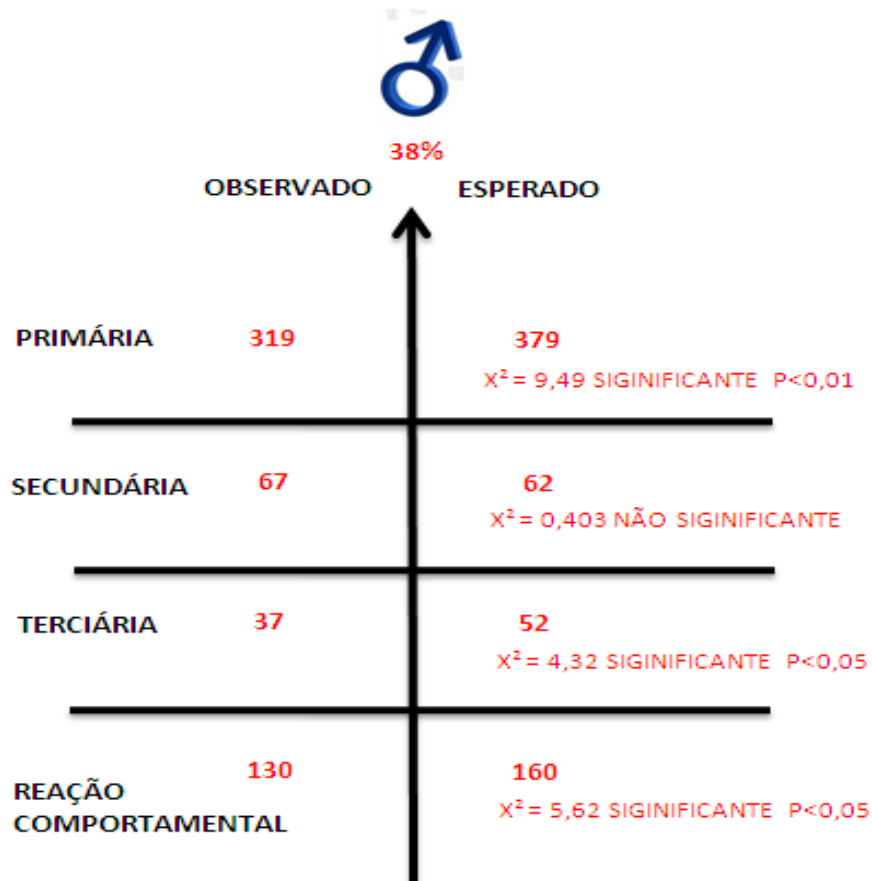 38%
OBSERVADO ESPERADO
PRIMÁRIA 319 379
X² = 9,49 SIGINIFICANTE P<0,01
SECUNDÁRIA 67 62
X² = 0,403 NÃO SIGINIFICANTE
TERCIÁRIA 37 52
X² = 4,32 SIGINIFICANTE P<0,05
REAÇÃO COMPORTAMENTAL 130 160
X² = 5,62 SIGINIFICANTE P<0,05